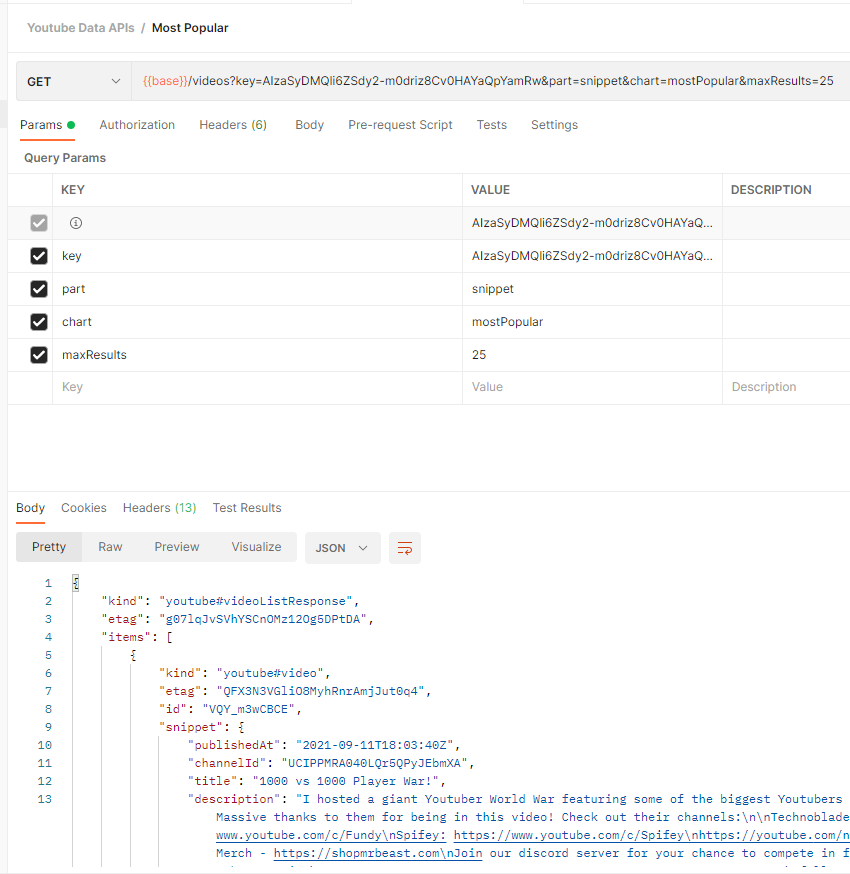 Youtube Data APIs / Most Popular
GET {{base}}/videos?key=AIzaSyDMQli6ZSdy2-m0driz8Cv0HAYaQpYamRw&part=snippet&chart=mostPopular&maxResults=25
Params Authorization Headers (6) Body Pre-request Script Tests Settings
Query Params
KEY VALUE DESCRIPTION
AIzaSyDMQli6ZSdy2-m0driz8Cv0HAYaQ...
key AIzaSyDMQli6ZSdy2-m0driz8Cv0HAYaQ...
part snippet
chart mostPopular
maxResults 25
Key Value Description
Body Cookies Headers (13) Test Results
Pretty Raw Preview Visualize JSON
1 {
2 "kind": "youtube#videoListResponse",
3 "etag": "g07lqJvSVhYSCnOMz12Og5DPtDA",
4 "items": [
5 {
6 "kind": "youtube#video",
7 "etag": "QFX3N3VGliO8MyhRnrAmjJut0q4",
8 "id": "VQY_m3wCBCE",
9 "snippet": {
10 "publishedAt": "2021-09-11T18:03:40Z",
11 "channelId": "UCIPPMRA040LQr5QPyJEbmXA",
12 "title": "1000 vs 1000 Player War!",
13 "description": "I hosted a giant Youtuber World War featuring some of the biggest Youtubers
Massive thanks to them for being in this video! Check out their channels:\n\nTechnoblade
www.youtube.com/c/Fundy\nSpifey: https://www.youtube.com/c/Spifey\nhttps://youtube.com/n
Merch - https://shopmrbeast.com\nJoin our discord server for your chance to compete in f